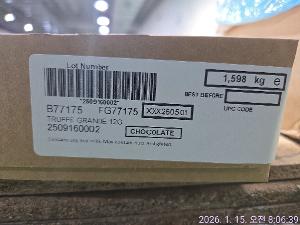 Lot Number
*2509160002*
1,598 kg e
BEST BEFORE
UPC CODE
B77175 FG77175
TRUFFE GRANDE 12G
2509160002
CHOCOLATE
2026. 1. 15. 오전 8:06:39